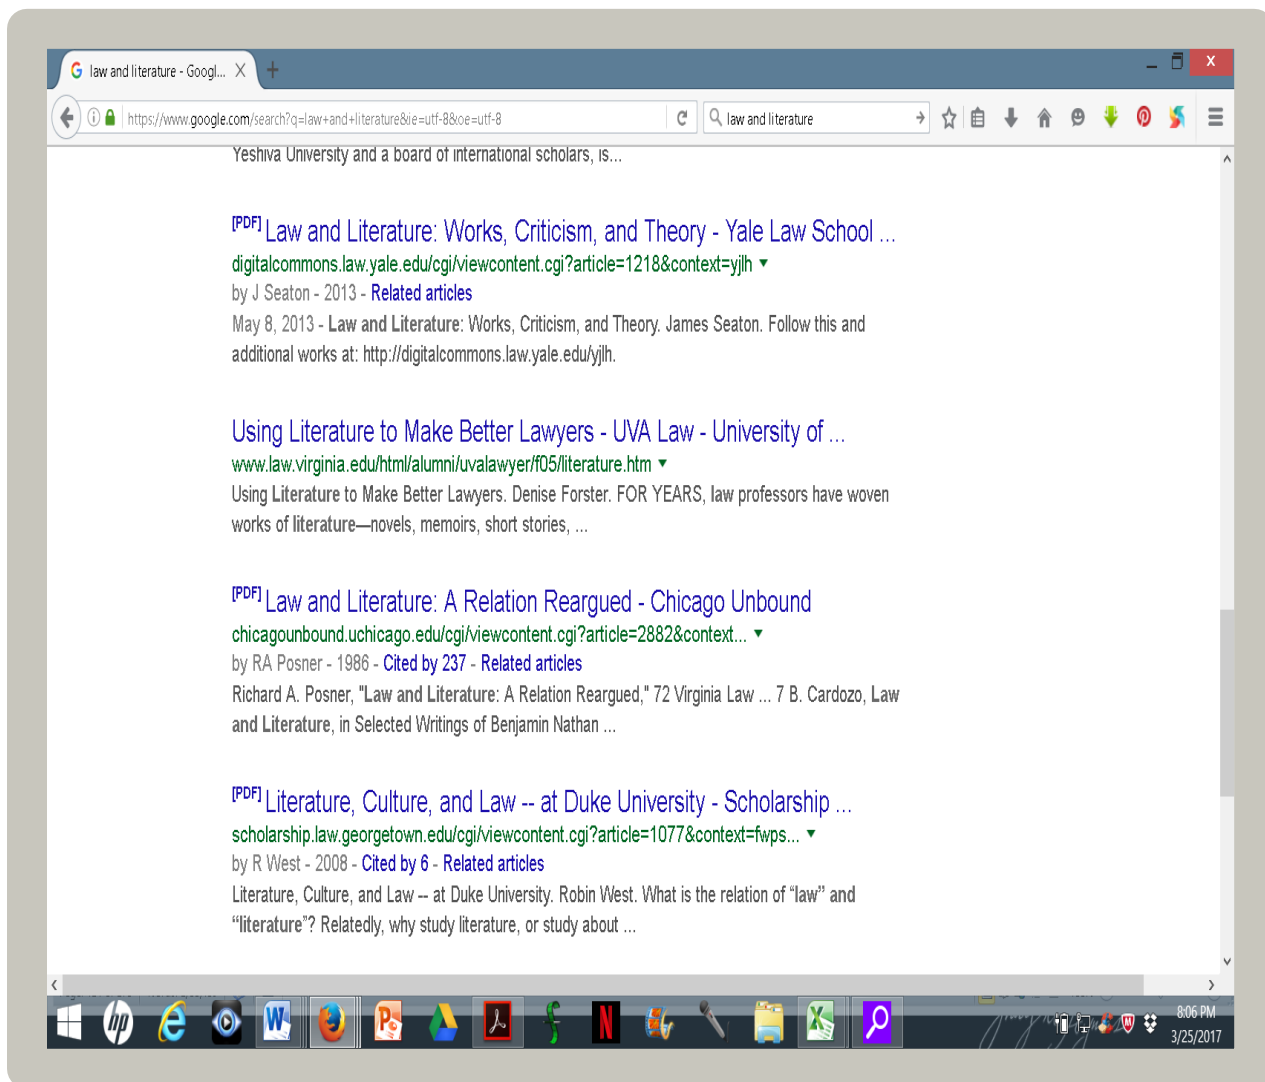 law and literature - Googl...
https://www.google.com/search?q=law+and+literature&ie=utf-8&oe=utf-8
law and literature
Yeshiva University and a board of international scholars, is...
[PDF] Law and Literature: Works, Criticism, and Theory - Yale Law School ...
digitalcommons.law.yale.edu/cgi/viewcontent.cgi?article=1218&context=yjlh
by J Seaton - 2013 - Related articles
May 8, 2013 - Law and Literature: Works, Criticism, and Theory. James Seaton. Follow this and
additional works at: http://digitalcommons.law.yale.edu/yjlh.
Using Literature to Make Better Lawyers - UVA Law - University of ...
www.law.virginia.edu/html/alumni/uvalawyer/f05/literature.htm
Using Literature to Make Better Lawyers. Denise Forster. FOR YEARS, law professors have woven
works of literature—novels, memoirs, short stories, ...
[PDF] Law and Literature: A Relation Reargued - Chicago Unbound
chicagounbound.uchicago.edu/cgi/viewcontent.cgi?article=2882&context...
by RA Posner - 1986 - Cited by 237 - Related articles
Richard A. Posner, "Law and Literature: A Relation Reargued," 72 Virginia Law ... 7 B. Cardozo, Law
and Literature, in Selected Writings of Benjamin Nathan ...
[PDF] Literature, Culture, and Law -- at Duke University - Scholarship ...
scholarship.law.georgetown.edu/cgi/viewcontent.cgi?article=1077&context=fwps...
by R West - 2008 - Cited by 6 - Related articles
Literature, Culture, and Law -- at Duke University. Robin West. What is the relation of “law” and
“literature”? Relatedly, why study literature, or study about ...
8:06 PM
3/25/2017